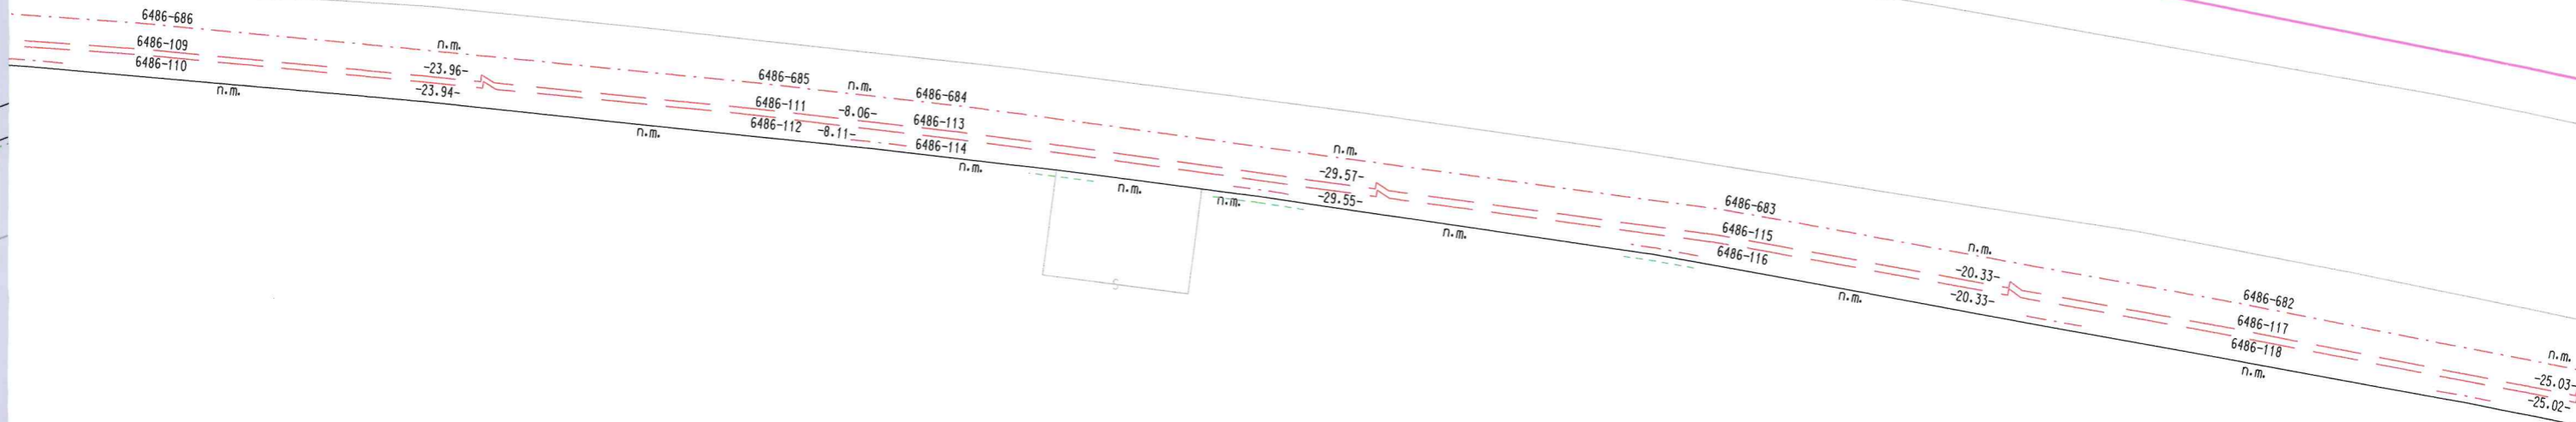 6486-686
6486-109
6486-110
n.m.
n.m.
-23.96-
-23.94-
n.m.
6486-685
6486-111
6486-112
n.m.
-8.06-
-8.11-
6486-684
6486-113
6486-114
n.m.
n.m.
n.m.
n.m.
-29.57-
-29.55-
n.m.
6486-683
6486-115
6486-116
n.m.
n.m.
-20.33-
-20.33-
6486-682
6486-117
6486-118
n.m.
n.m.
-25.03-
-25.02-
S